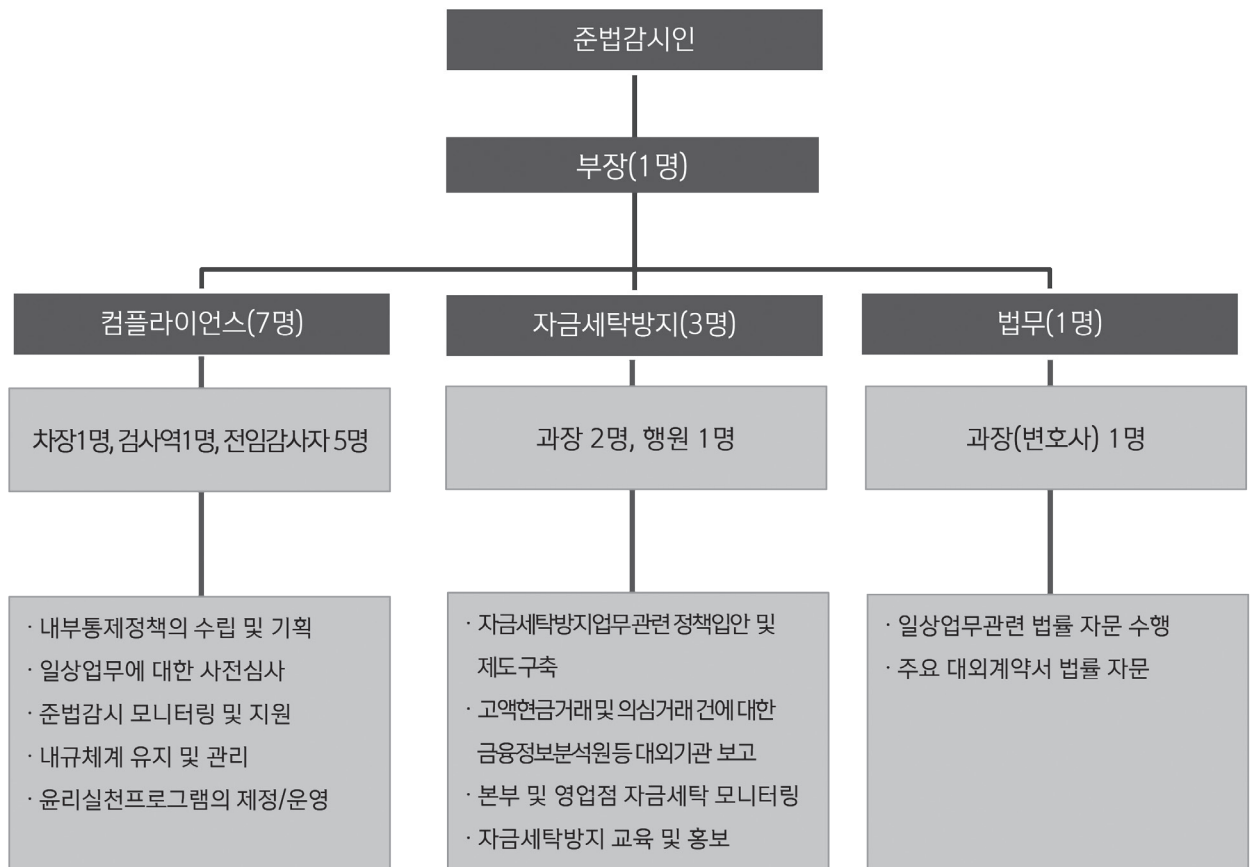 준법감시인
부장(1명)
컴플라이언스(7명)
차장1명, 검사역1명, 전임감사자 5명
· 내부통제정책의 수립 및 기획
· 일상업무에 대한 사전심사
· 준법감시 모니터링 및 지원
· 내규체계 유지 및 관리
· 윤리실천프로그램의 제정/운영
자금세탁방지(3명)
과장 2명, 행원 1명
· 자금세탁방지업무관련 정책입안 및
제도 구축
· 고액현금거래 및 의심거래 건에 대한
금융정보분석원 등 대외기관 보고
· 본부 및 영업점 자금세탁 모니터링
· 자금세탁방지 교육 및 홍보
법무(1명)
과장(변호사) 1명
· 일상업무관련 법률 자문 수행
· 주요 대외계약서 법률 자문